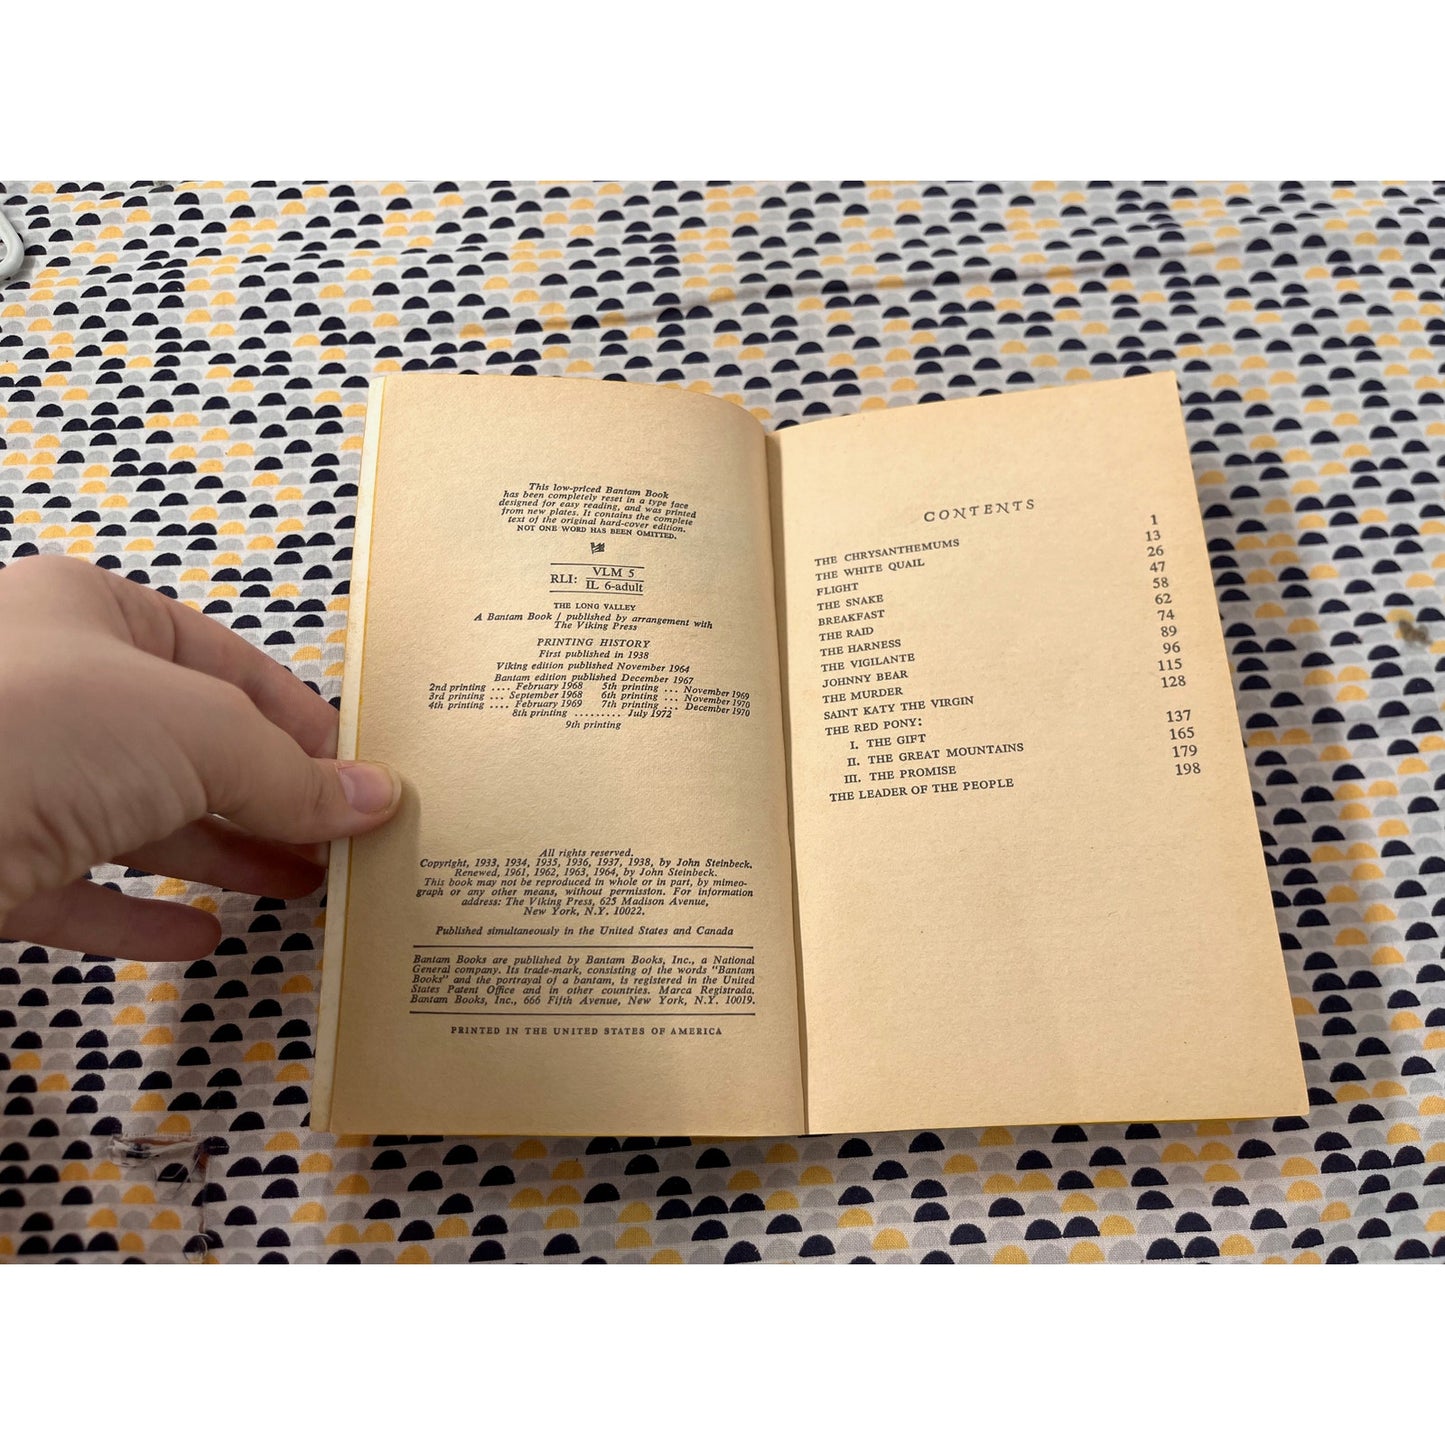 This low-priced Bantam Book
has been completely reset in a type face
designed for easy reading, and was printed
from new plates. It contains the complete
text of the original hard-cover edition.
NOT ONE WORD HAS BEEN OMITTED.
RLI: VLM 5
IL 6-adult
THE LONG VALLEY
A Bantam Book / published by arrangement with
The Viking Press
PRINTING HISTORY
First published in 1938
Viking edition published November 1964
Bantam edition published December 1967
2nd printing .... February 1968 5th printing ... November 1969
3rd printing ... September 1968 6th printing ... November 1970
4th printing .... February 1969 7th printing ... December 1970
8th printing ......... July 1972
9th printing
All rights reserved.
Copyright, 1933, 1934, 1935, 1936, 1937, 1938, by John Steinbeck.
Renewed, 1961, 1962, 1963, 1964, by John Steinbeck.
This book may not be reproduced in whole or in part, by mimeo-
graph or any other means, without permission. For information
address: The Viking Press, 625 Madison Avenue,
New York, N.Y. 10022.
Published simultaneously in the United States and Canada
Bantam Books are published by Bantam Books, Inc., a National
General company. Its trade-mark, consisting of the words "Bantam
Books" and the portrayal of a bantam, is registered in the United
States Patent Office and in other countries. Marca Registrada.
Bantam Books, Inc., 666 Fifth Avenue, New York, N.Y. 10019.
PRINTED IN THE UNITED STATES OF AMERICA
CONTENTS
THE CHRYSANTHEMUMS 1
THE WHITE QUAIL 13
FLIGHT 26
THE SNAKE 47
BREAKFAST 58
THE RAID 62
THE HARNESS 74
THE VIGILANTE 89
JOHNNY BEAR 96
THE MURDER 115
SAINT KATY THE VIRGIN 128
THE RED PONY:
I. THE GIFT 137
II. THE GREAT MOUNTAINS 165
III. THE PROMISE 179
THE LEADER OF THE PEOPLE 198